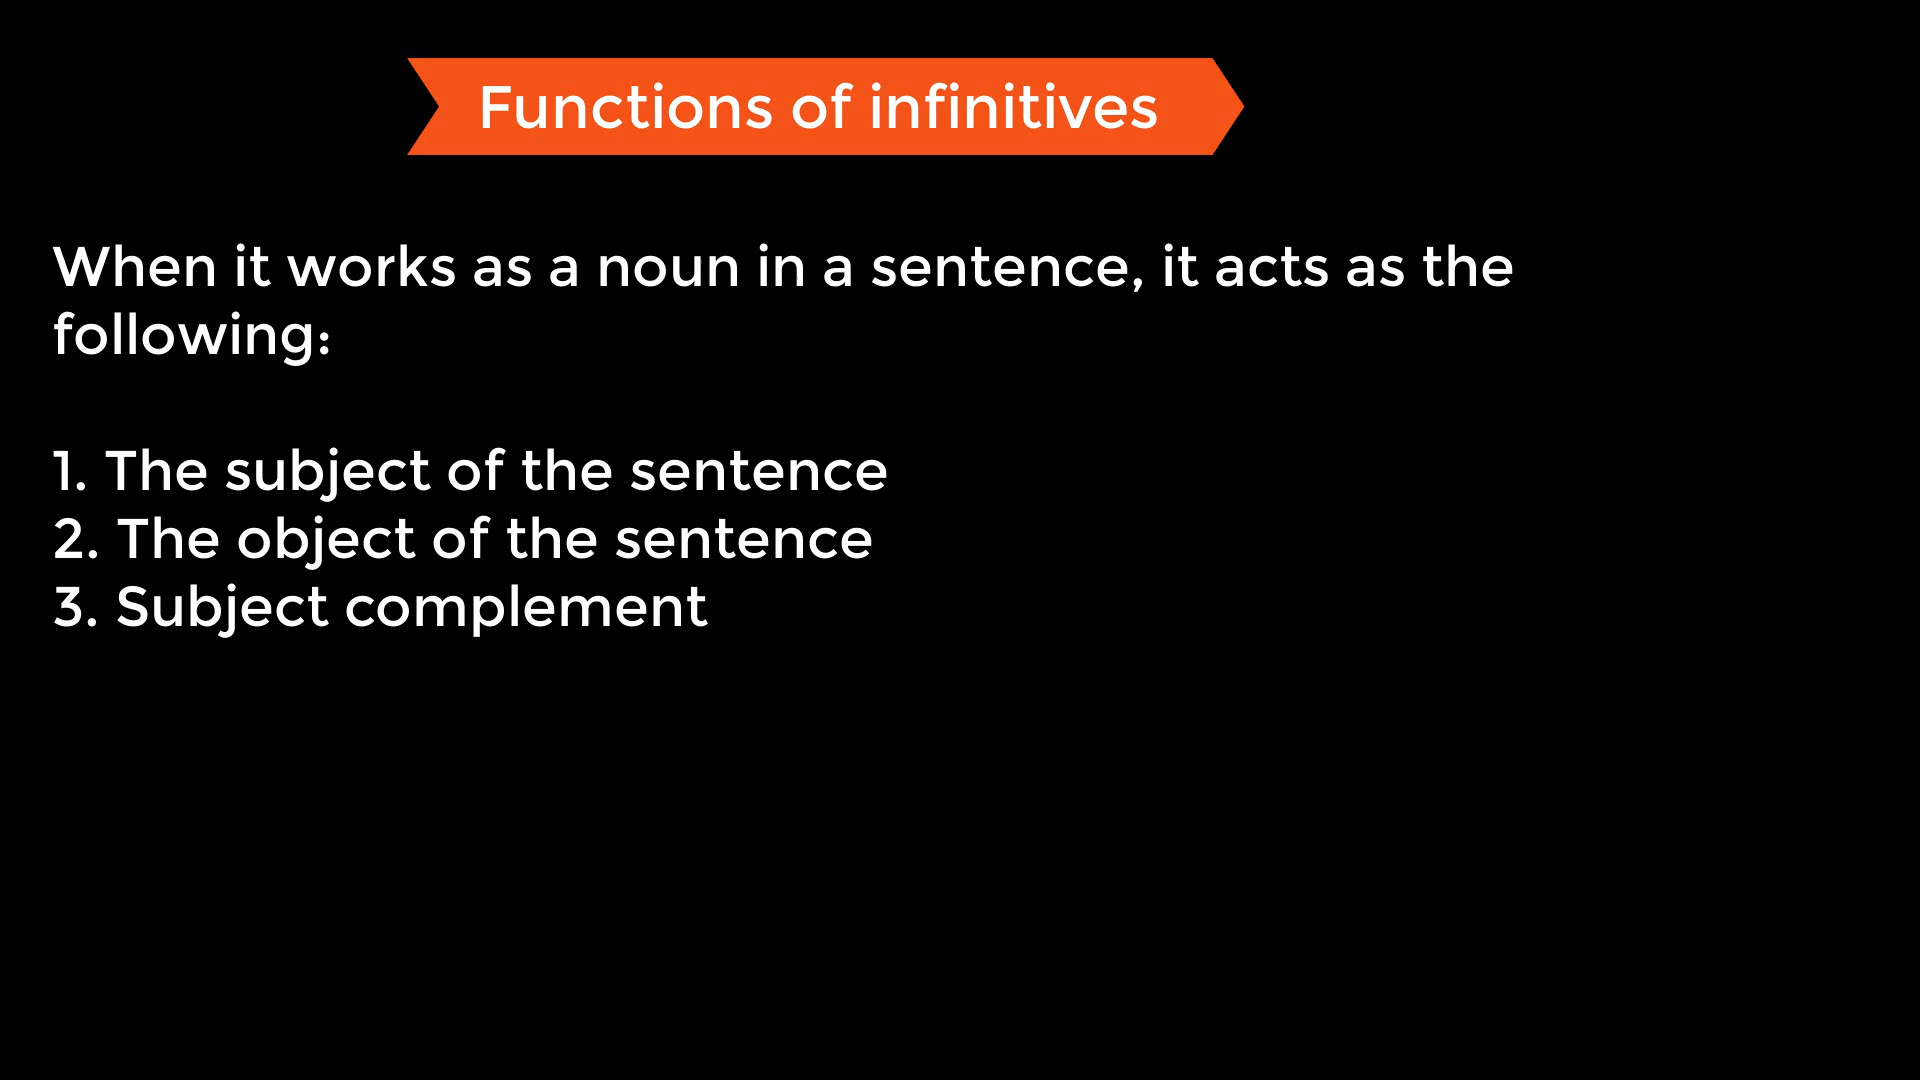 Functions of infinitives
When it works as a noun in a sentence, it acts as the
following:
1. The subject of the sentence
2. The object of the sentence
3. Subject complement